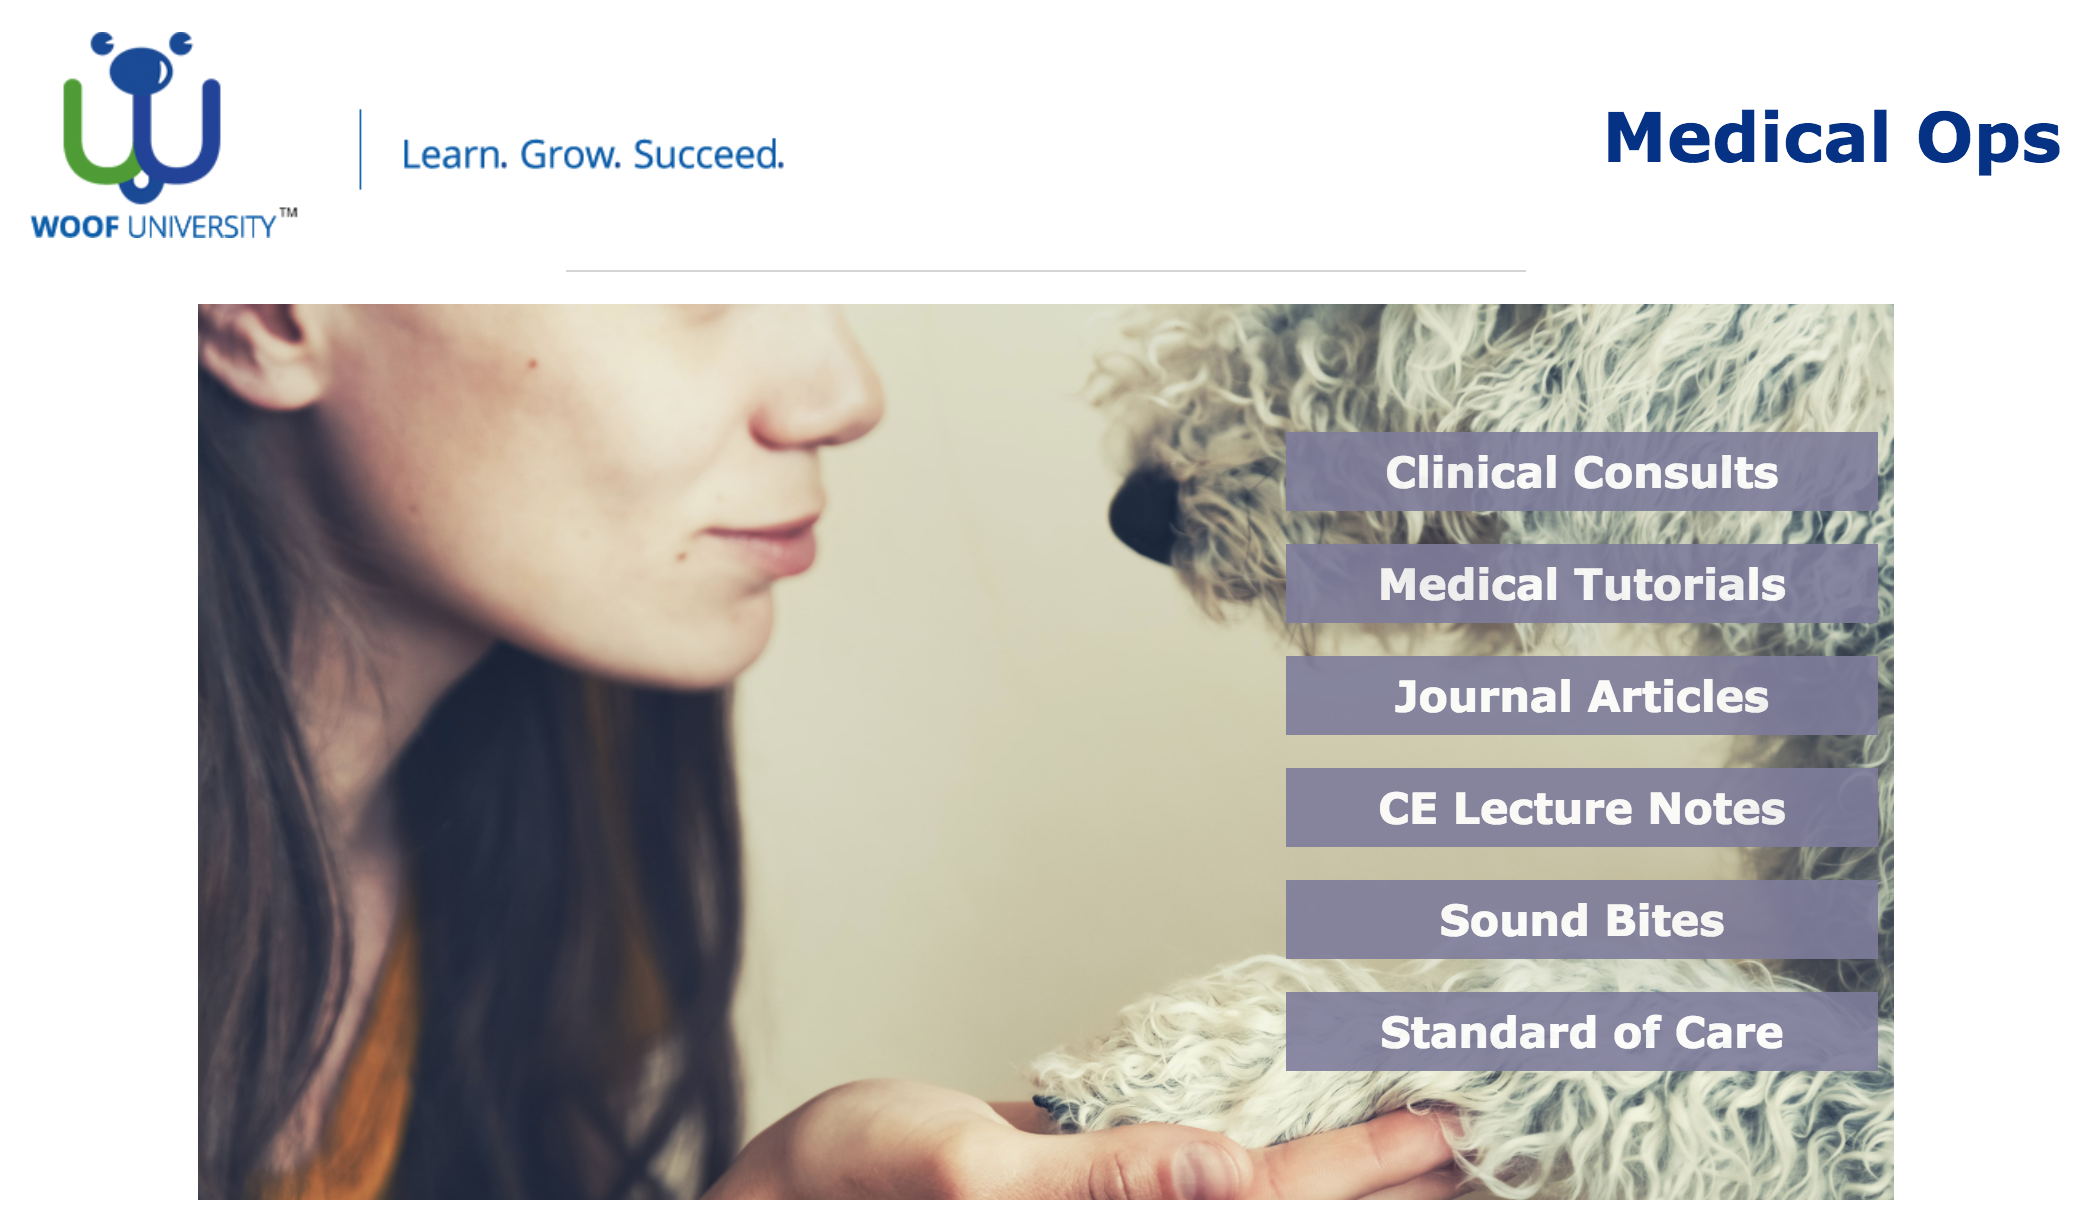 WOOF UNIVERSITY™
Learn. Grow. Succeed.
Medical Ops
Clinical Consults
Medical Tutorials
Journal Articles
CE Lecture Notes
Sound Bites
Standard of Care